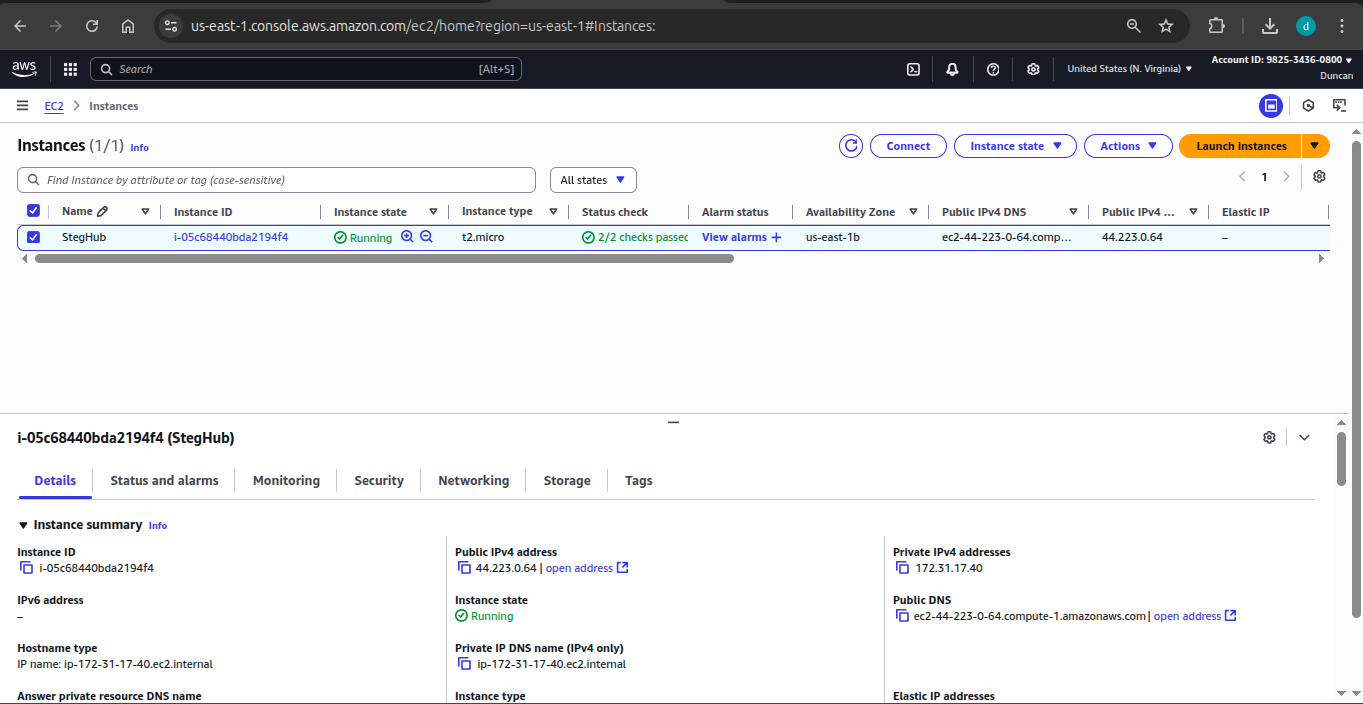 us-east-1.console.aws.amazon.com/ec2/home?region=us-east-1#Instances:
d
aws
Search [Alt+S]
United States (N. Virginia)
Account ID: 9825-3436-0800
Duncan
EC2 > Instances
Instances (1/1) Info
Connect
Instance state
Actions
Launch instances
Find Instance by attribute or tag (case-sensitive)
All states
1
Name Instance ID Instance state Instance type Status check Alarm status Availability Zone Public IPv4 DNS Public IPv4 ... Elastic IP
StegHub i-05c68440bda2194f4 Running t2.micro 2/2 checks passec View alarms + us-east-1b ec2-44-223-0-64.comp... 44.223.0.64 –
i-05c68440bda2194f4 (StegHub)
Details Status and alarms Monitoring Security Networking Storage Tags
Instance summary Info
Instance ID
i-05c68440bda2194f4
Public IPv4 address
44.223.0.64 | open address
Private IPv4 addresses
172.31.17.40
IPv6 address
–
Instance state
Running
Public DNS
ec2-44-223-0-64.compute-1.amazonaws.com | open address
Hostname type
IP name: ip-172-31-17-40.ec2.internal
Private IP DNS name (IPv4 only)
ip-172-31-17-40.ec2.internal
Answer private resource DNS name
Instance type
Elastic IP addresses